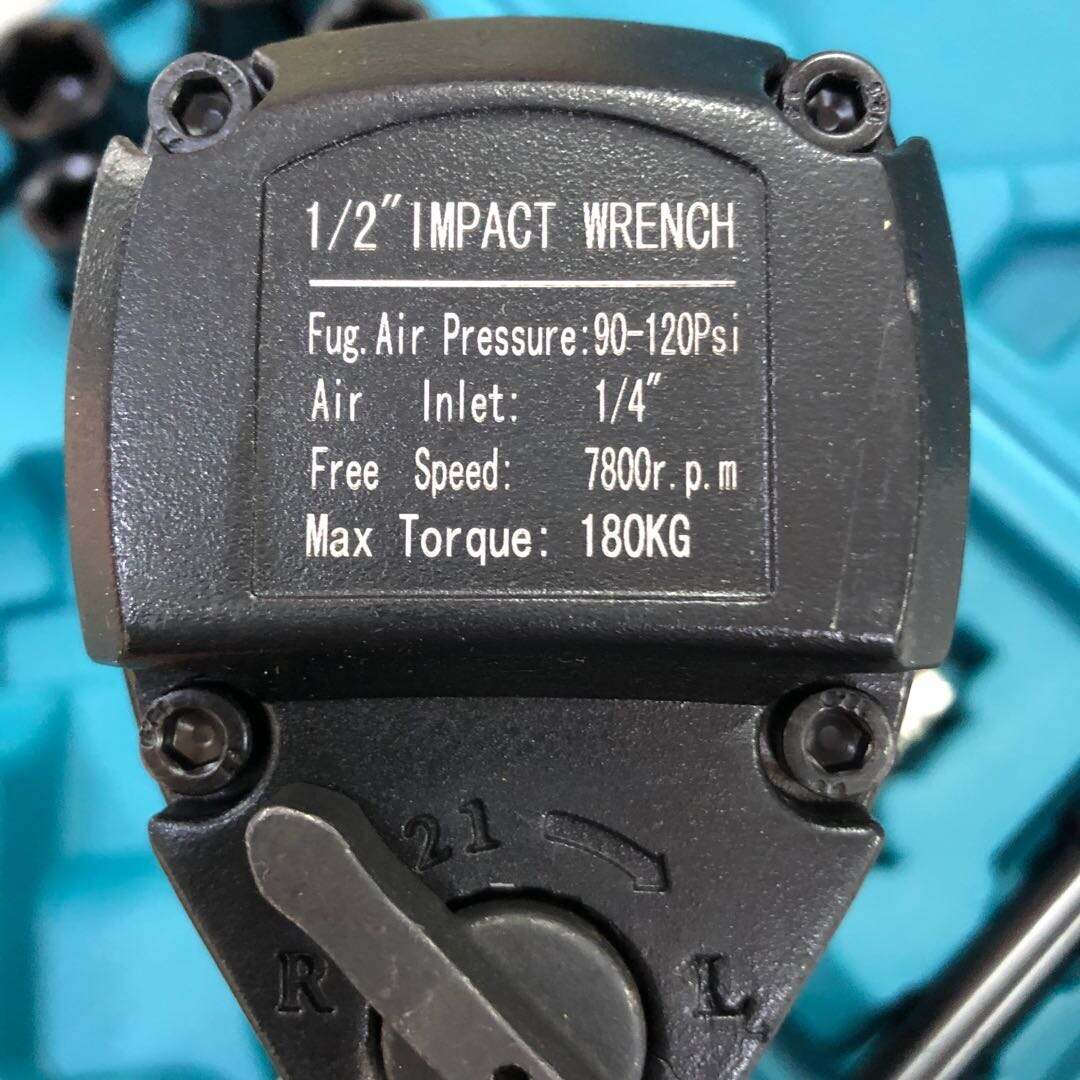 1/2" IMPACT WRENCH
Fug. Air Pressure: 90-120Psi
Air Inlet: 1/4"
Free Speed: 7800r.p.m
Max Torque: 180KG
21
R L